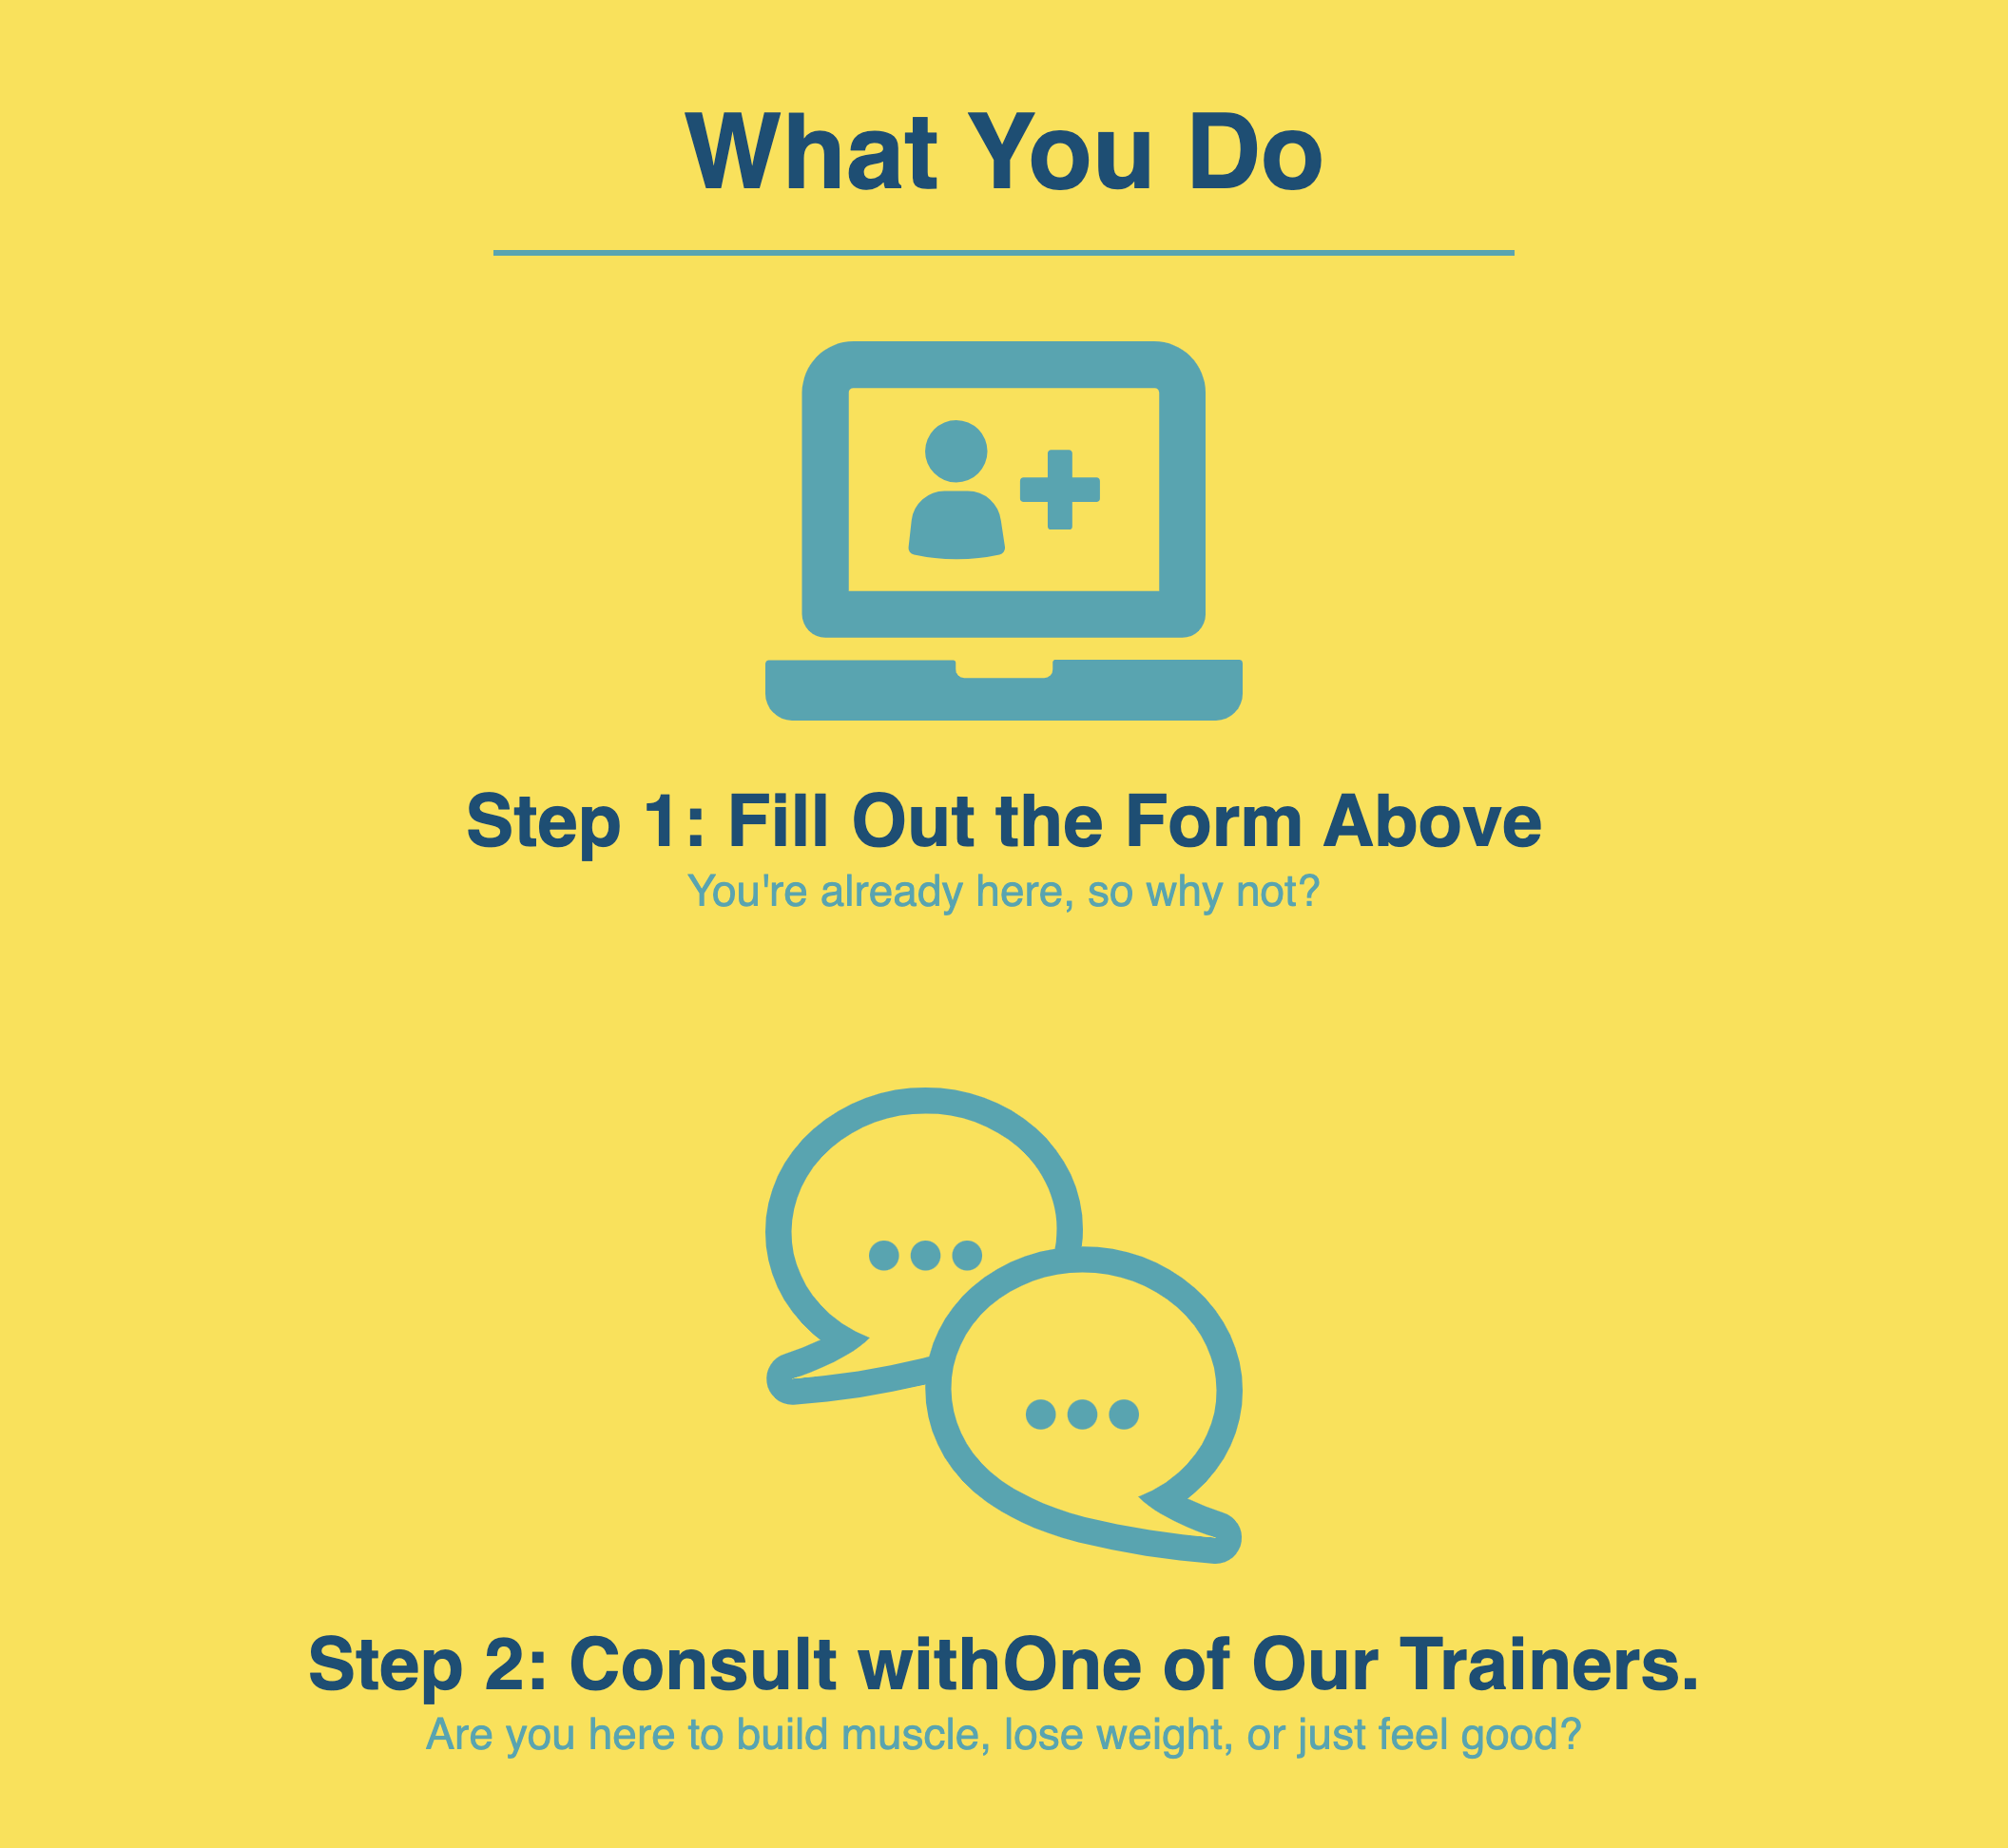 What You Do
Step 1: Fill Out the Form Above
You're already here, so why not?
Step 2: Consult withOne of Our Trainers.
Are you here to build muscle, lose weight, or just feel good?